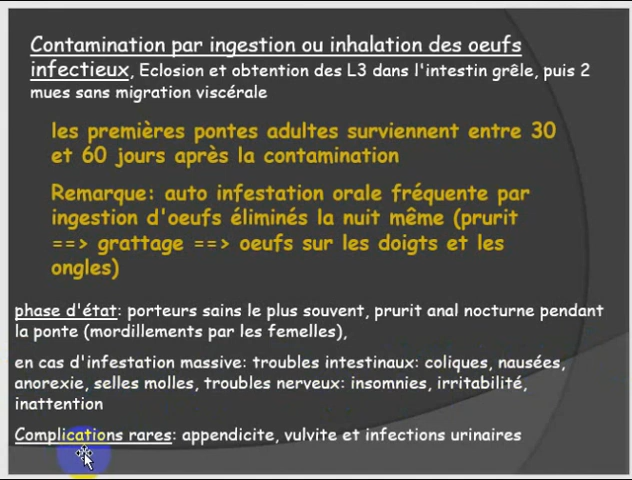 Contamination par ingestion ou inhalation des oeufs
infectieux, Eclosion et obtention des L3 dans l'intestin grêle, puis 2
mues sans migration viscérale
les premières pontes adultes surviennent entre 30
et 60 jours après la contamination
Remarque: auto infestation orale fréquente par
ingestion d'oeufs éliminés la nuit même (prurit
==> grattage ==> oeufs sur les doigts et les
ongles)
phase d'état: porteurs sains le plus souvent, prurit anal nocturne pendant
la ponte (mordillements par les femelles),
en cas d'infestation massive: troubles intestinaux: coliques, nausées,
anorexie, selles molles, troubles nerveux: insomnies, irritabilité,
inattention
Complications rares: appendicite, vulvite et infections urinaires